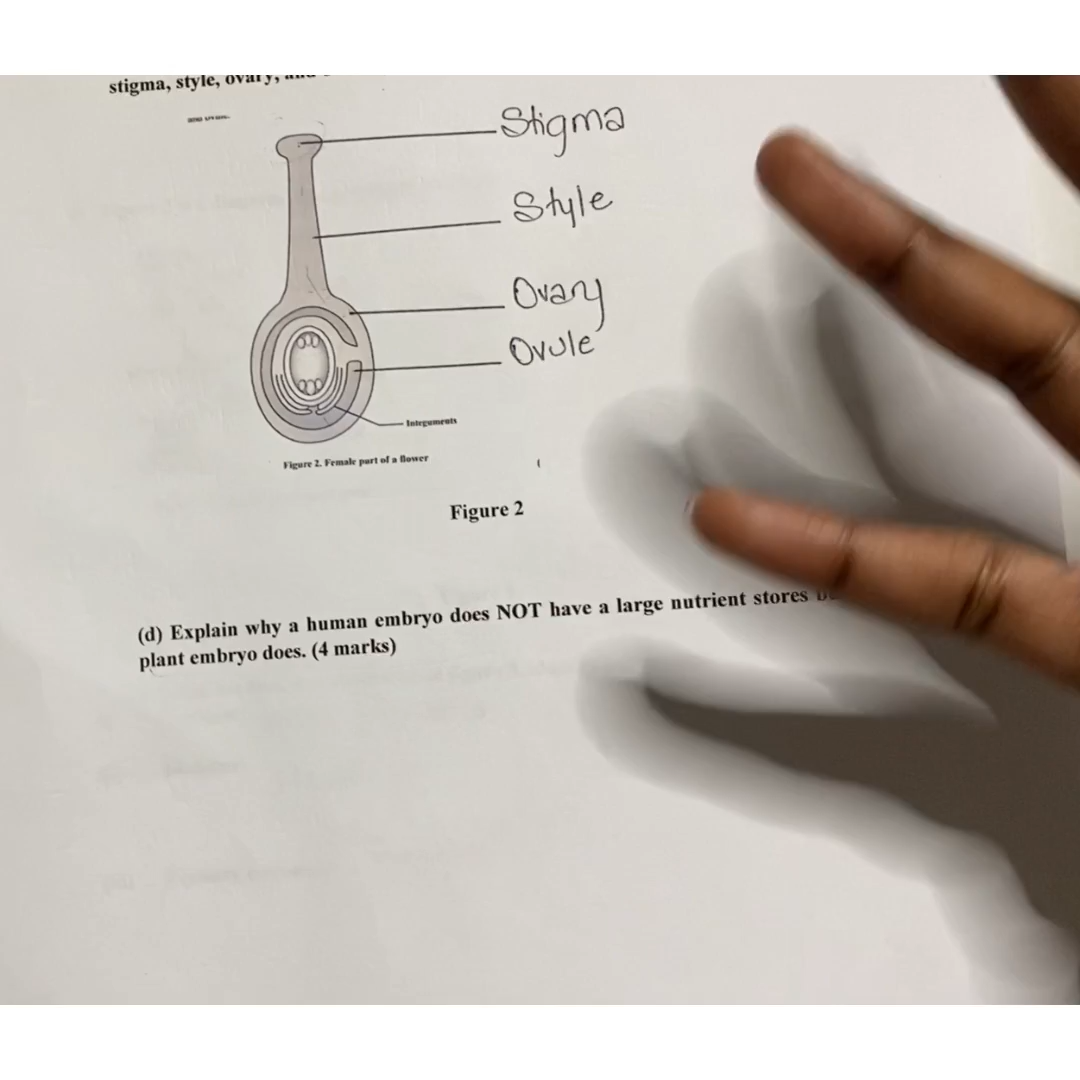 stigma, style, ovary,
Stigma
Style
Ovary
Ovule
Integuments
Figure 2. Female part of a flower
Figure 2
(d) Explain why a human embryo does NOT have a large nutrient stores
plant embryo does. (4 marks)